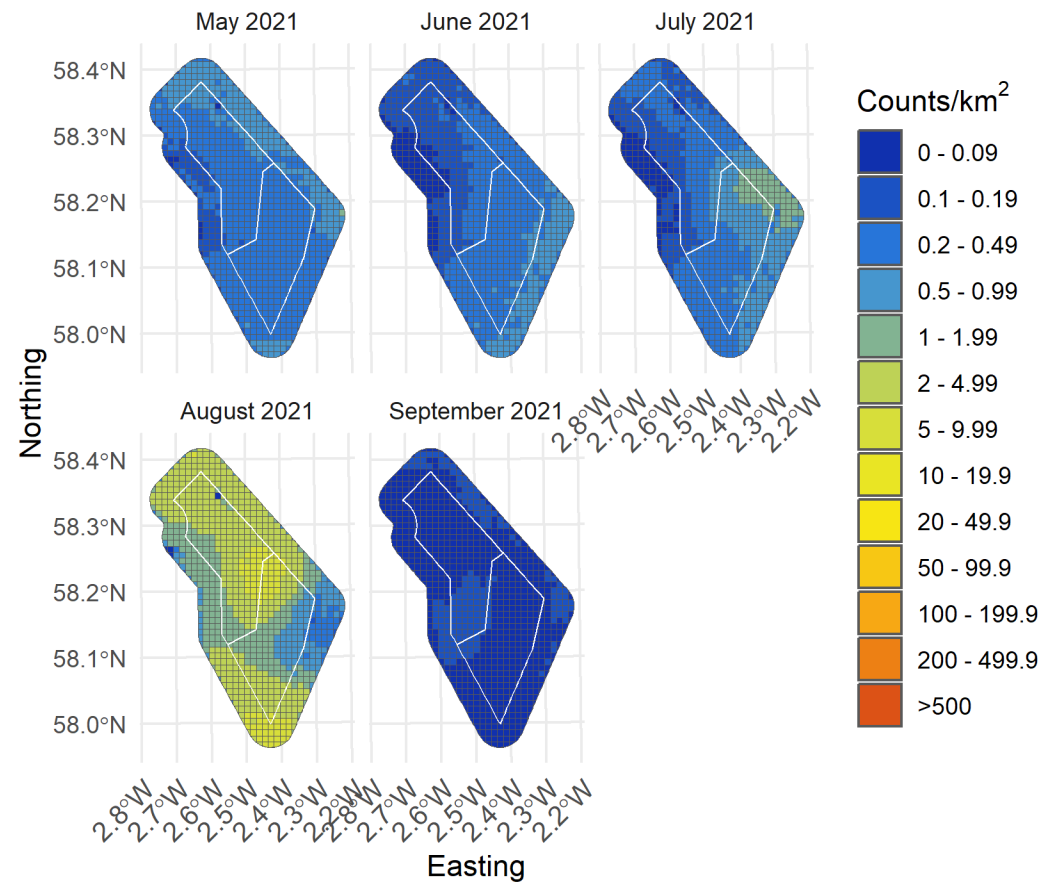 May 2021
June 2021
July 2021
58.4°N
58.3°N
58.2°N
58.1°N
58.0°N
2.8°W
2.7°W
2.6°W
2.5°W
2.4°W
2.3°W
2.2°W
August 2021
September 2021
58.4°N
58.3°N
58.2°N
58.1°N
58.0°N
2.8°W
2.7°W
2.6°W
2.5°W
2.4°W
2.3°W
2.2°W
2.8°W
2.7°W
2.6°W
2.5°W
2.4°W
2.3°W
2.2°W
Northing
Easting
Counts/km²
0 - 0.09
0.1 - 0.19
0.2 - 0.49
0.5 - 0.99
1 - 1.99
2 - 4.99
5 - 9.99
10 - 19.9
20 - 49.9
50 - 99.9
100 - 199.9
200 - 499.9
>500